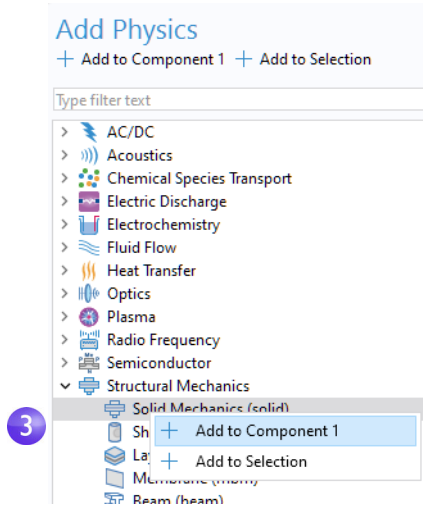 Add Physics
+ Add to Component 1 + Add to Selection
Type filter text
AC/DC
Acoustics
Chemical Species Transport
Electric Discharge
Electrochemistry
Fluid Flow
Heat Transfer
Optics
Plasma
Radio Frequency
Semiconductor
Structural Mechanics
Solid Mechanics (solid)
3
Sh + Add to Component 1
La + Add to Selection
Beam (beam)